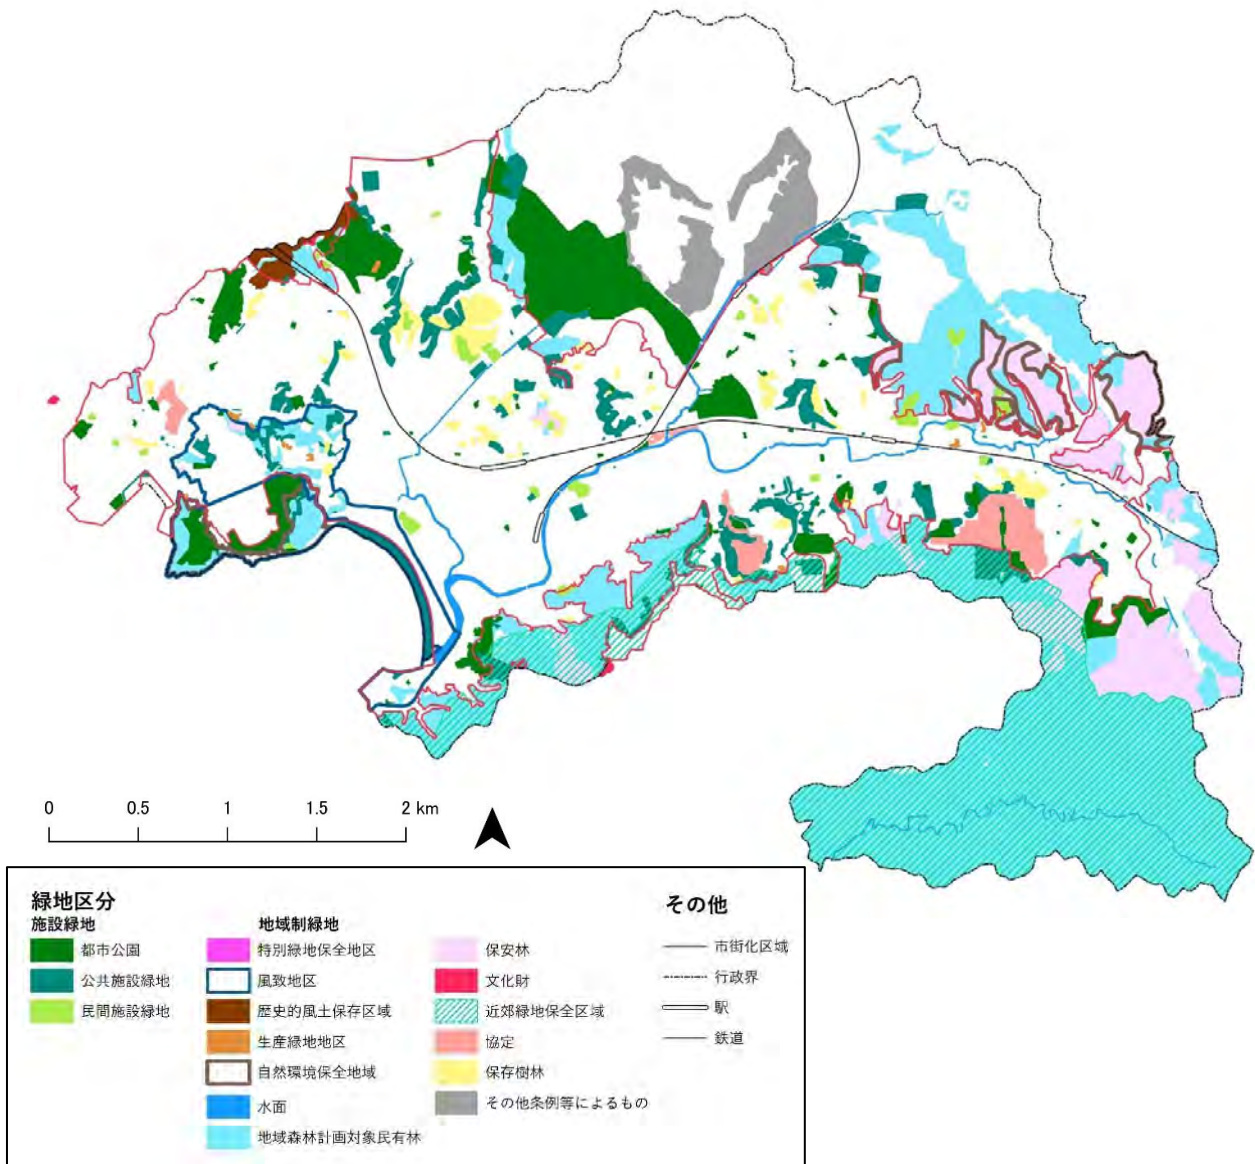 0 0.5 1 1.5 2 km
緑地区分
施設緑地
都市公園
公共施設緑地
民間施設緑地
地域制緑地
特別緑地保全地区
風致地区
歴史的風土保存区域
生産緑地地区
自然環境保全地域
水面
地域森林計画対象民有林
保安林
文化財
近郊緑地保全区域
協定
保存樹林
その他条例等によるもの
その他
市街化区域
行政界
駅
鉄道